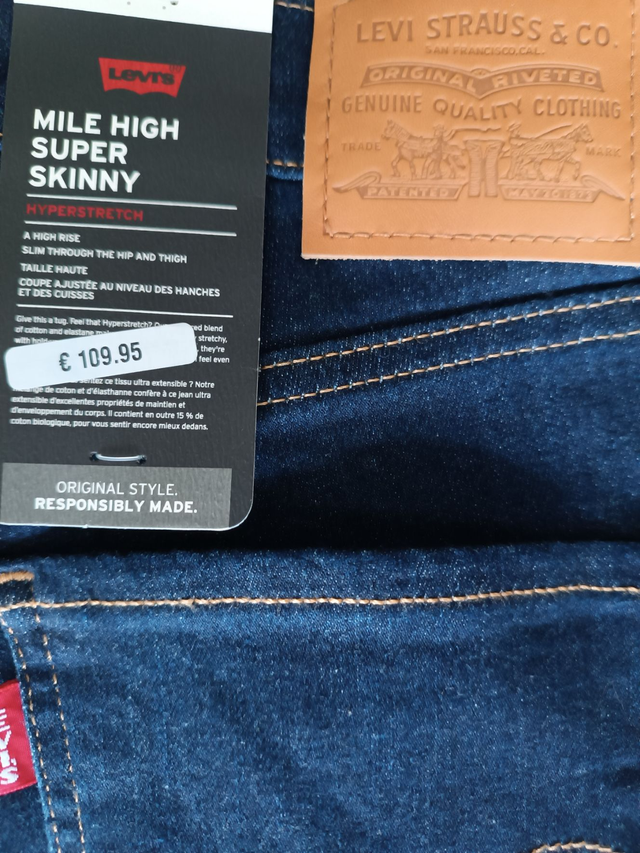 Levi's
MILE HIGH
SUPER
SKINNY
HYPERSTRETCH
A HIGH RISE
SLIM THROUGH THE HIP AND THIGH
TAILLE HAUTE
COUPE AJUSTÉE AU NIVEAU DES HANCHES
ET DES CUISSES
Give this a tug. Feel that Hyperstretch? blend
of cotton and elastane stretchy,
with they're
feel even
€ 109.95
ce tissu ultra extensible ? Notre
de coton et d'élasthanne confère à ce jean ultra
extensible d'excellentes propriétés de maintien et
d'enveloppement du corps. Il contient en outre 15 % de
coton biologique, pour vous sentir encore mieux dedans.
ORIGINAL STYLE.
RESPONSIBLY MADE.
LEVI STRAUSS & CO.
SAN FRANCISCO, CAL.
ORIGINAL RIVETED
GENUINE QUALITY CLOTHING
TRADE MARK
PATENTED MAY 20 187
LEVI'S